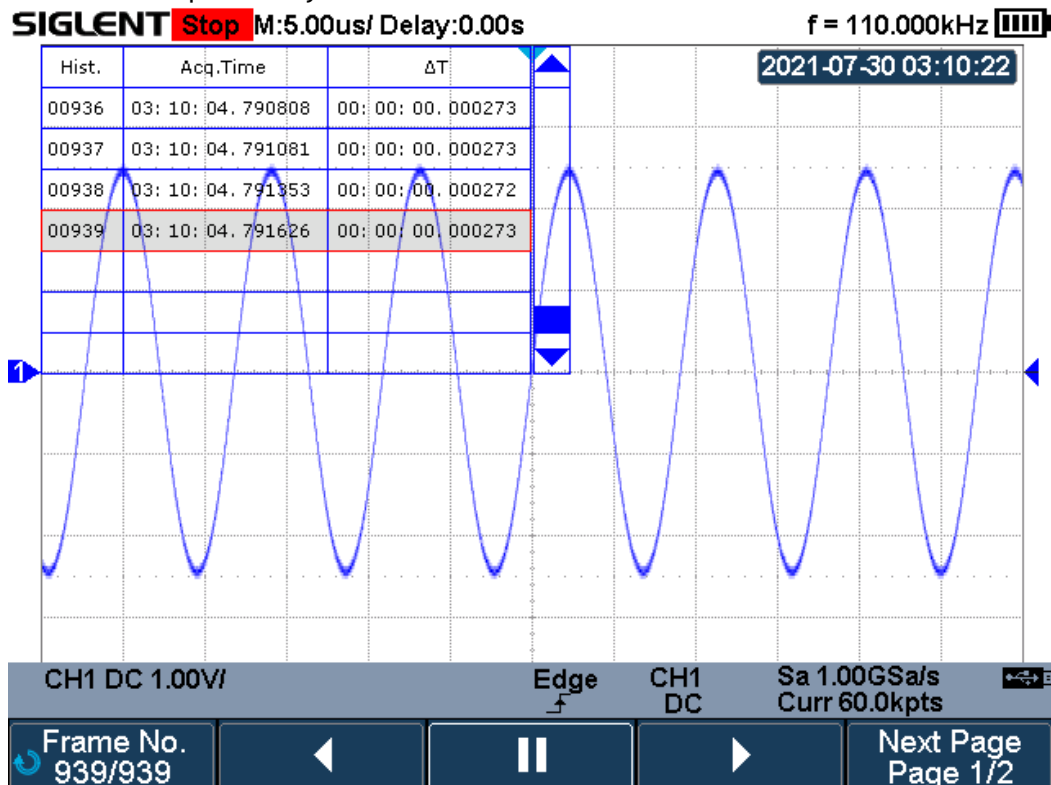 SIGLENT Stop M:5.00us/ Delay:0.00s f = 110.000kHz
2021-07-30 03:10:22
Hist. Acq.Time ΔT
00936 03: 10: 04. 790808 00: 00: 00. 000273
00937 03: 10: 04. 791081 00: 00: 00. 000273
00938 03: 10: 04. 791353 00: 00: 00. 000272
00939 03: 10: 04. 791626 00: 00: 00. 000273
1
CH1 DC 1.00V/ Edge CH1 Sa 1.00GSa/s
DC Curr 60.0kpts
Frame No. Next Page
939/939 Page 1/2